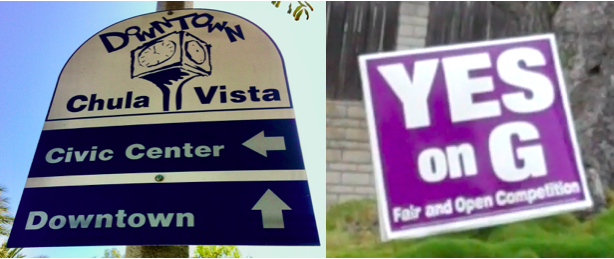 DOWNTOWN
Chula Vista
Civic Center
Downtown
YES
on G
Fair and Open Competition